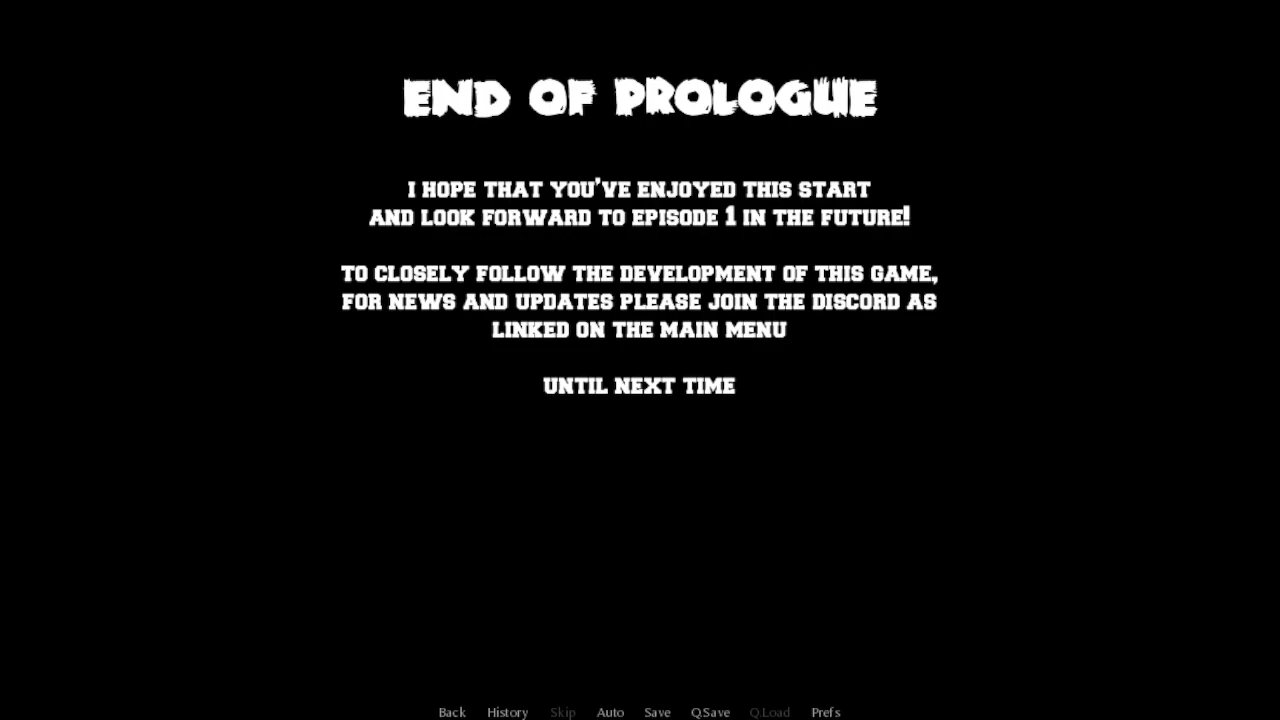 END OF PROLOGUE
I HOPE THAT YOU'VE ENJOYED THIS START
AND LOOK FORWARD TO EPISODE 1 IN THE FUTURE!
TO CLOSELY FOLLOW THE DEVELOPMENT OF THIS GAME,
FOR NEWS AND UPDATES PLEASE JOIN THE DISCORD AS
LINKED ON THE MAIN MENU
UNTIL NEXT TIME
Back History Skip Auto Save Q.Save Q.Load Prefs